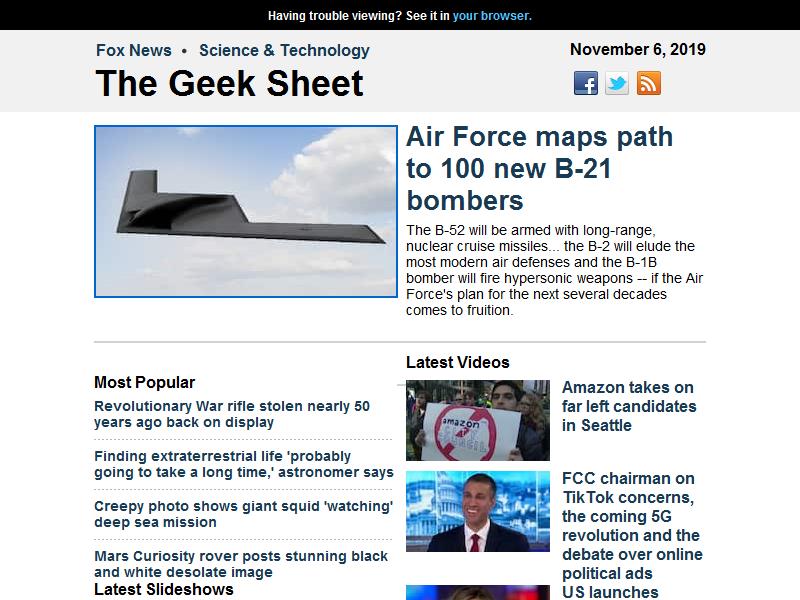 Having trouble viewing? See it in your browser.
Fox News • Science & Technology
November 6, 2019
The Geek Sheet
Air Force maps path
to 100 new B-21
bombers
The B-52 will be armed with long-range,
nuclear cruise missiles... the B-2 will elude the
most modern air defenses and the B-1B
bomber will fire hypersonic weapons -- if the Air
Force's plan for the next several decades
comes to fruition.
Most Popular
Revolutionary War rifle stolen nearly 50
years ago back on display
Finding extraterrestrial life 'probably
going to take a long time,' astronomer says
Creepy photo shows giant squid 'watching'
deep sea mission
Mars Curiosity rover posts stunning black
and white desolate image
Latest Slideshows
Latest Videos
amazon
COUNCIL
Amazon takes on
far left candidates
in Seattle
FCC chairman on
TikTok concerns,
the coming 5G
revolution and the
debate over online
political ads
US launches